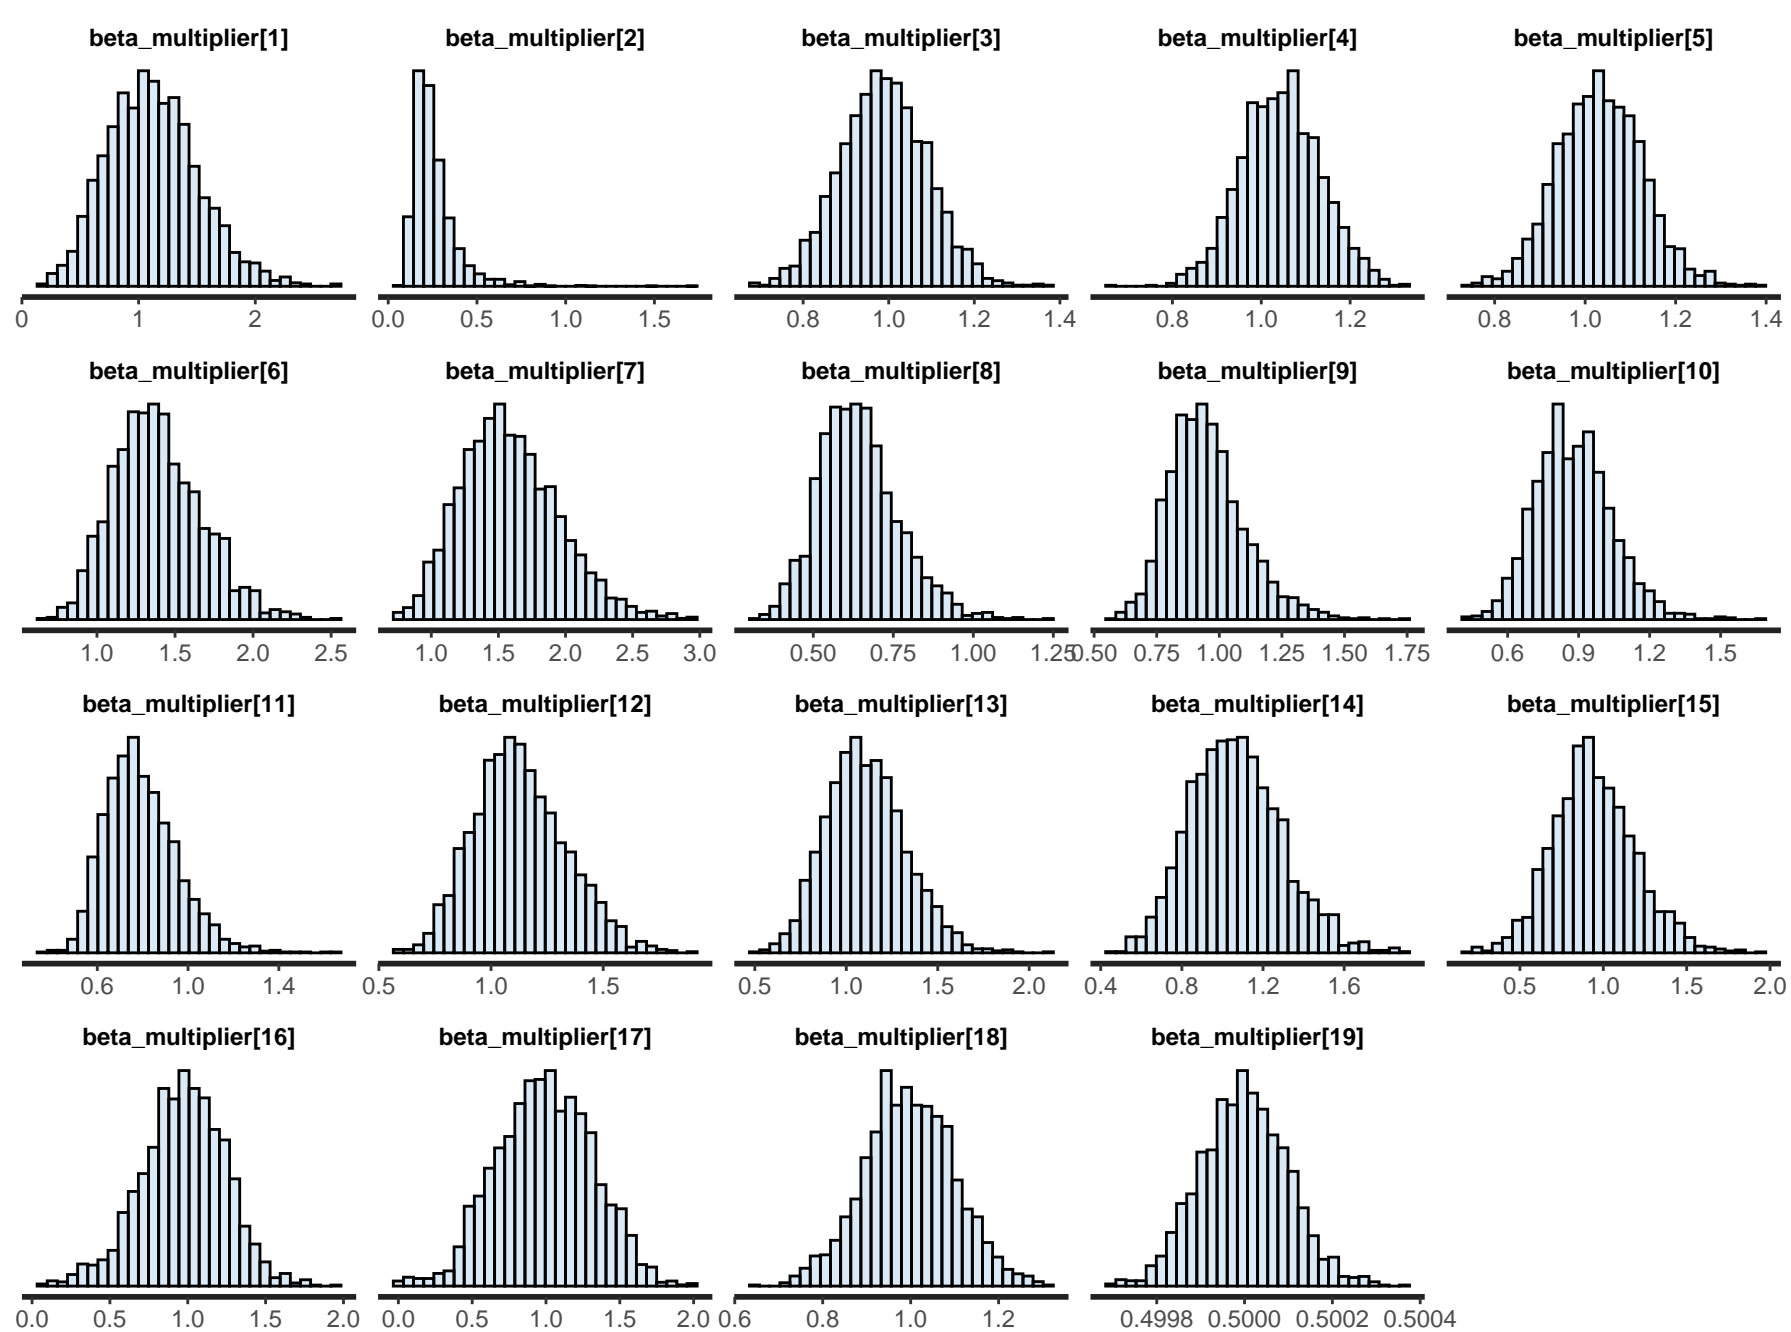 beta_multiplier[1] beta_multiplier[2] beta_multiplier[3] beta_multiplier[4] beta_multiplier[5]
0 1 2 0.0 0.5 1.0 1.5 0.8 1.0 1.2 1.4 0.8 1.0 1.2 0.8 1.0 1.2 1.4
beta_multiplier[6] beta_multiplier[7] beta_multiplier[8] beta_multiplier[9] beta_multiplier[10]
1.0 1.5 2.0 2.5 1.0 1.5 2.0 2.5 3.0 0.50 0.75 1.00 1.25 0.50 0.75 1.00 1.25 1.50 1.75 0.6 0.9 1.2 1.5
beta_multiplier[11] beta_multiplier[12] beta_multiplier[13] beta_multiplier[14] beta_multiplier[15]
0.6 1.0 1.4 0.5 1.0 1.5 0.5 1.0 1.5 2.0 0.4 0.8 1.2 1.6 0.5 1.0 1.5 2.0
beta_multiplier[16] beta_multiplier[17] beta_multiplier[18] beta_multiplier[19]
0.0 0.5 1.0 1.5 2.0 0.0 0.5 1.0 1.5 2.0 0.6 0.8 1.0 1.2 0.4998 0.5000 0.5002 0.5004